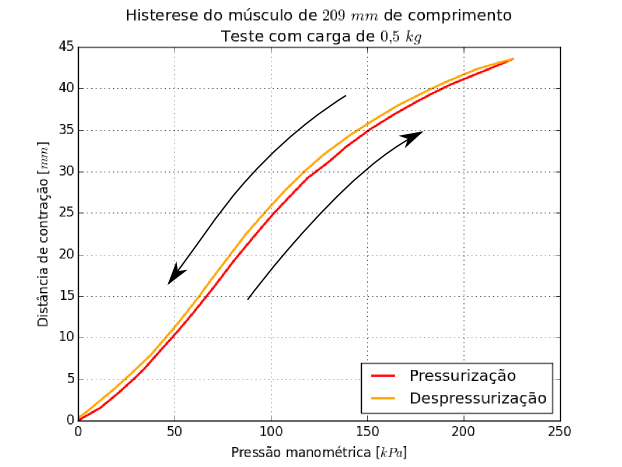 Histerese do músculo de 209 mm de comprimento
Teste com carga de 0,5 kg
45
40
35
30
25
20
15
10
5
0
Distância de contração [mm]
0 50 100 150 200 250
Pressão manométrica [kPa]
Pressurização
Despressurização